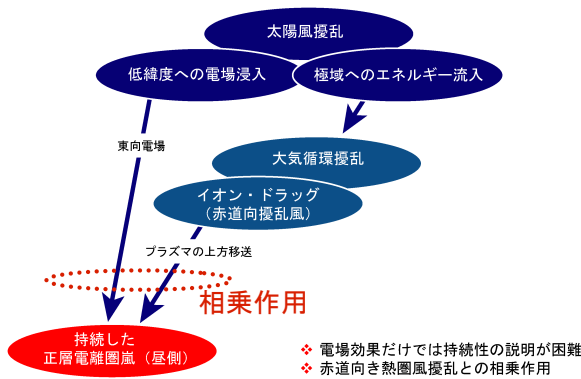 太陽風擾乱
低緯度への電場浸入
極域へのエネルギー流入
東向電場
大気循環擾乱
イオン・ドラッグ
（赤道向擾乱風）
プラズマの上方移送
相乗作用
持続した
正層電離圏嵐（昼側）
❖ 電場効果だけでは持続性の説明が困難
❖ 赤道向き熱圏風擾乱との相乗作用